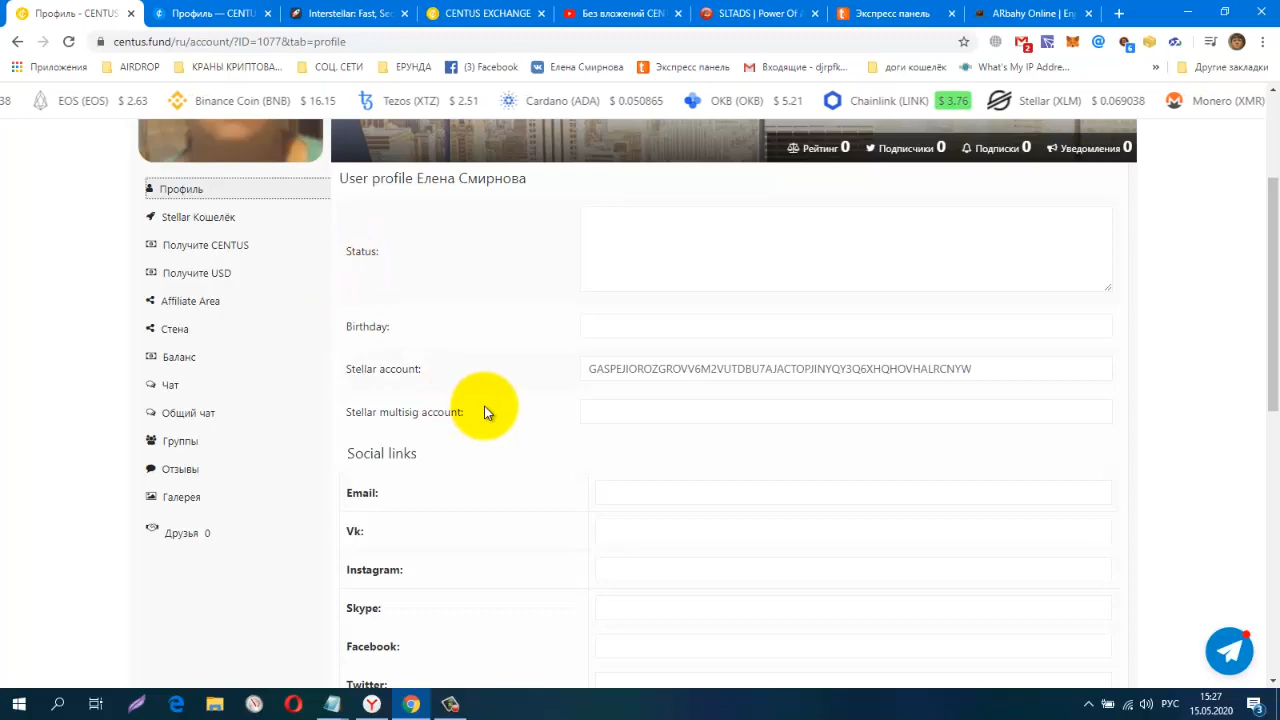 Профиль - CENTUS
Профиль — CENTU
Interstellar: Fast, Se
CENTUS EXCHANGE
Без вложений CEN
SLTADS | Power Of A
Экспресс панель
ARbahy Online | En
centus.fund/ru/account/?ID=1077&tab=profile
2
6
Приложения
AIRDROP
КРАНЫ КРИПТОВА...
СОЦ. СЕТИ
ЕРУНДА
(3) Facebook
Елена Смирнова
Экспресс панель
Входящие - djrpfk...
доги кошелёк
What's My IP Addre...
»
Другие закладки
38
EOS (EOS) $ 2.63
Binance Coin (BNB) $ 16.15
Tezos (XTZ) $ 2.51
Cardano (ADA) $ 0.050865
OKB (OKB) $ 5.21
Chainlink (LINK) $ 3.76
Stellar (XLM) $ 0.069038
Monero (XMR)
Рейтинг 0
Подписчики 0
Подписки 0
Уведомления 0
Профиль
Stellar Кошелёк
Получите CENTUS
Получите USD
Affiliate Area
Стена
Баланс
Чат
Общий чат
Группы
Отзывы
Галерея
Друзья 0
User profile Елена Смирнова
Status:
Birthday:
Stellar account:
GASPEJIOROZGROVV6M2VUTDBU7AJACTOPJINYQY3Q6XHQHOVHALRCNYW
Stellar multisig account:
Social links
Email:
Vk:
Instagram:
Skype:
Facebook:
Twitter:
РУС
15:27
15.05.2020
3